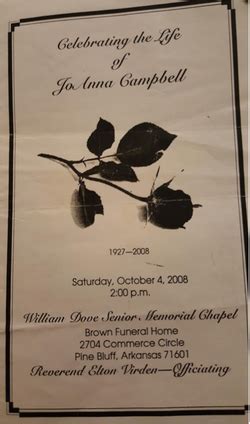 Celebrating the Life
of
JoAnna Campbell
1927—2008
Saturday, October 4, 2008
2:00 p.m.
William Dove Senior Memorial Chapel
Brown Funeral Home
2704 Commerce Circle
Pine Bluff, Arkansas 71601
Reverend Elton Virden—Officiating